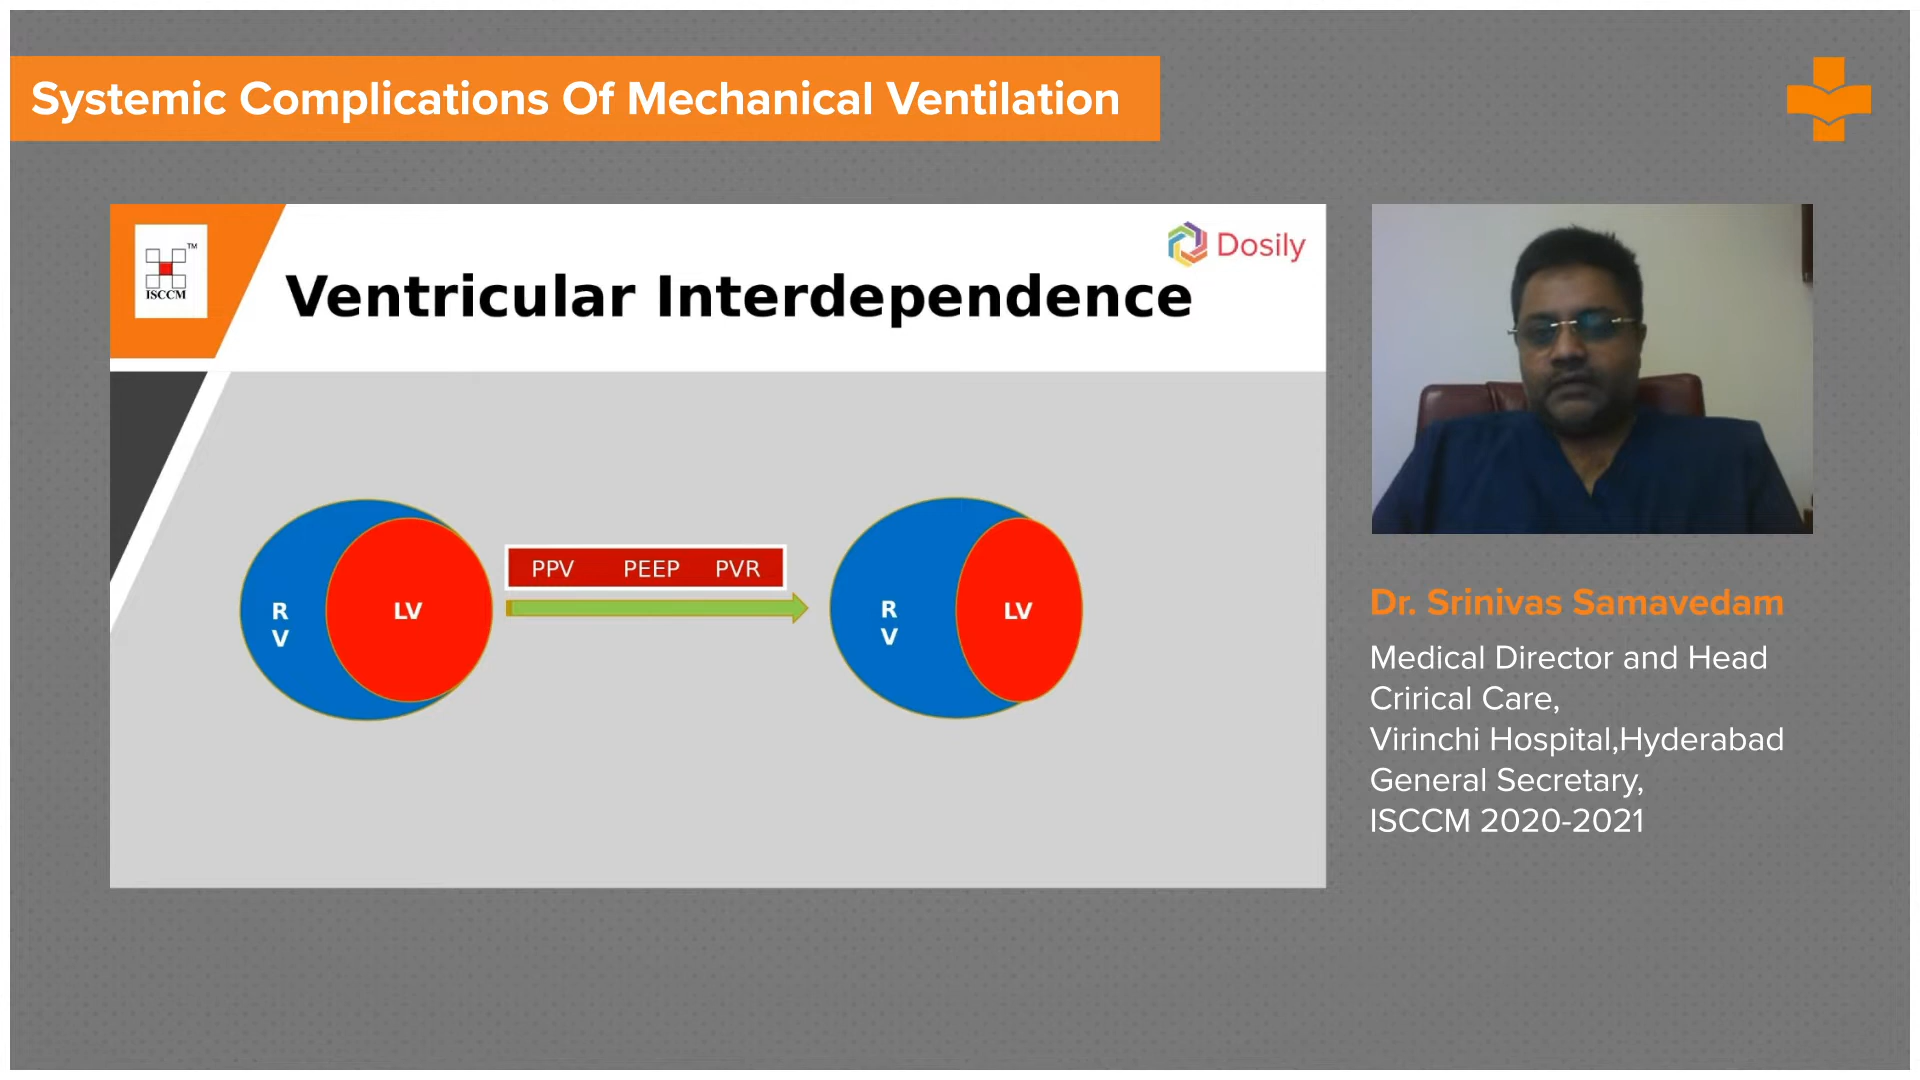 Systemic Complications Of Mechanical Ventilation
TM
ISCCM
Dosily
Ventricular Interdependence
R
V
LV
PPV PEEP PVR
R
V
LV
Dr. Srinivas Samavedam
Medical Director and Head
Crirical Care,
Virinchi Hospital,Hyderabad
General Secretary,
ISCCM 2020-2021